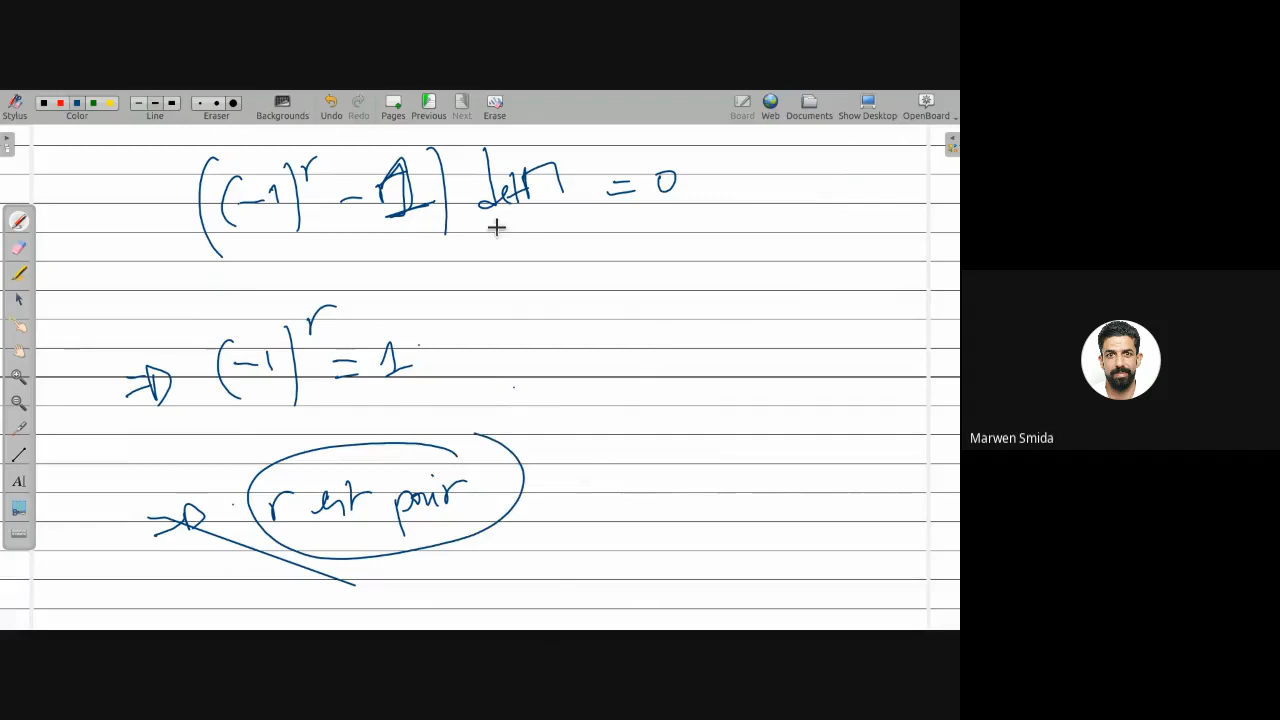 Stylus Color Line Eraser Backgrounds Undo Redo Pages Previous Next Erase Board Web Documents Show Desktop OpenBoard
((-1)^r - 1) det M = 0
⇒ (-1)^r = 1
⇒ r est pair
Marwen Smida